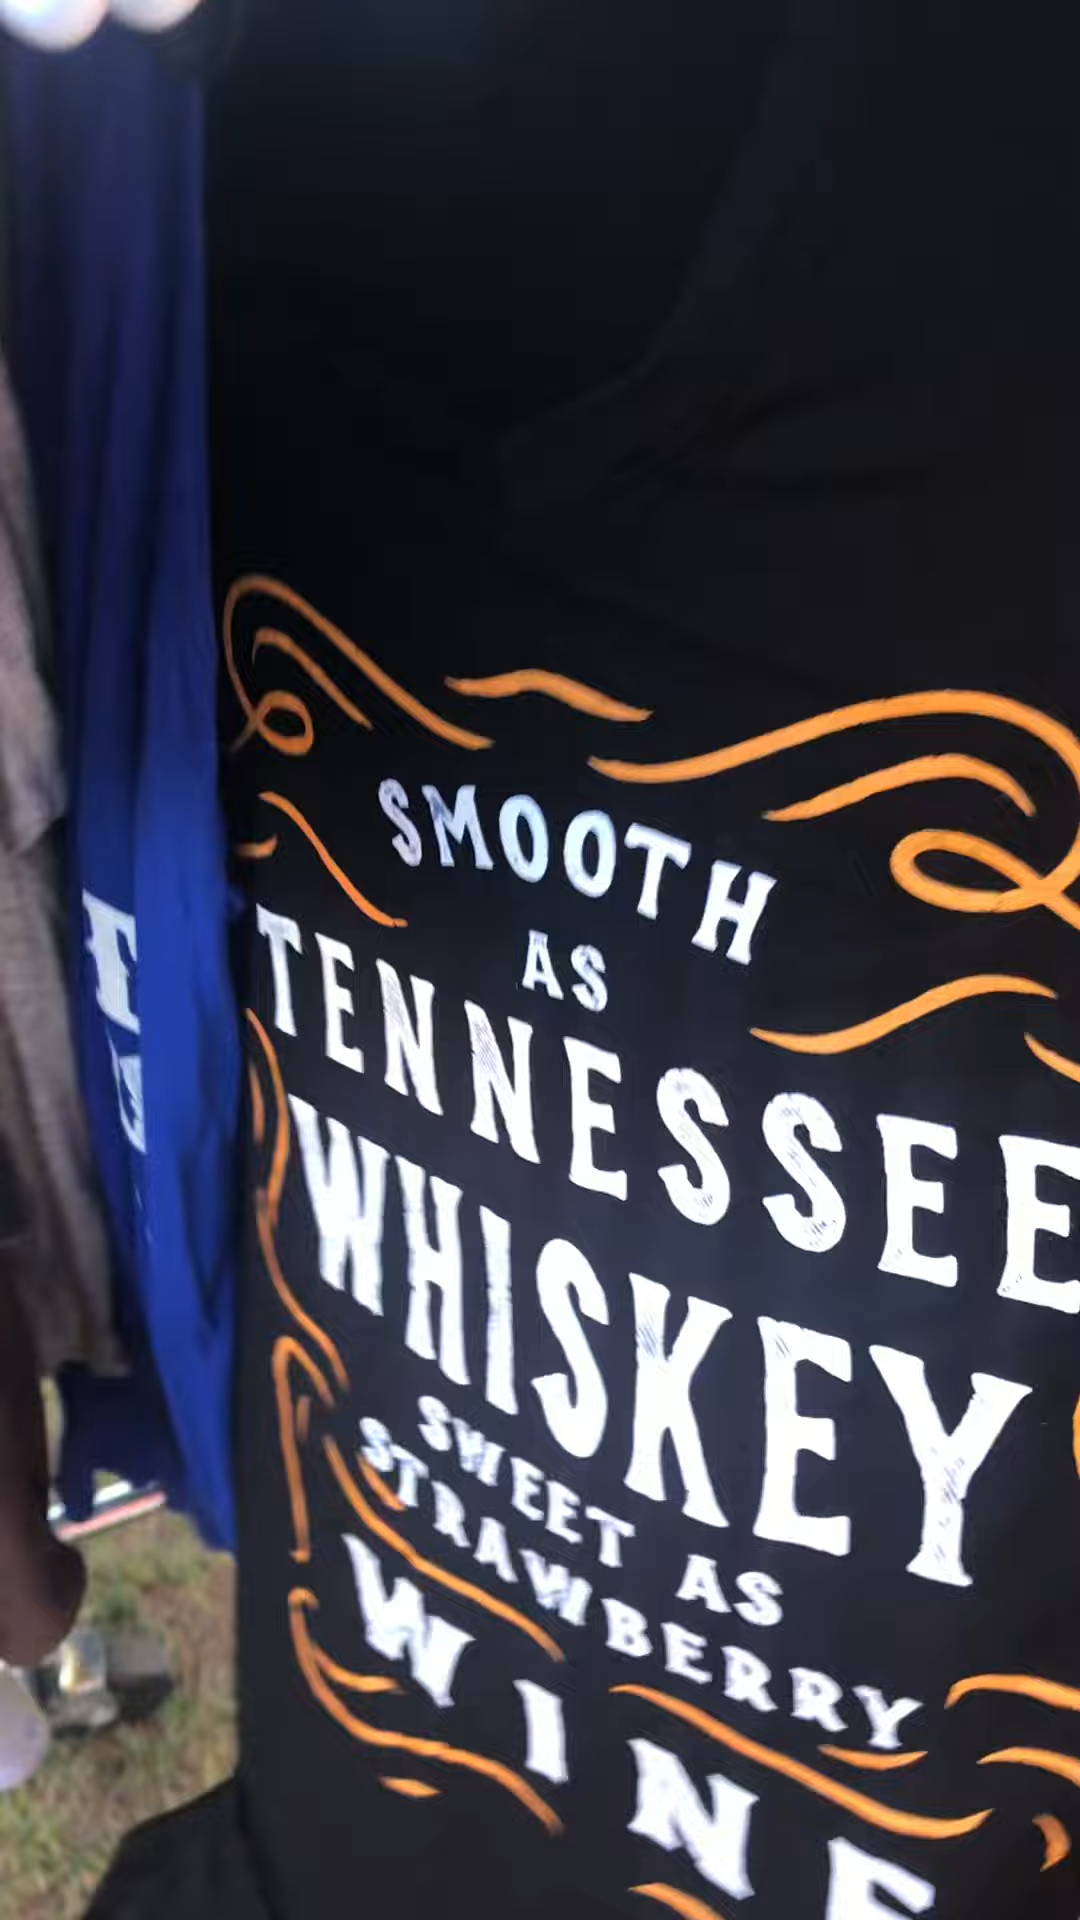 SMOOTH
AS
TENNESSEE
WHISKEY
SWEET AS
STRAWBERRY
WINE